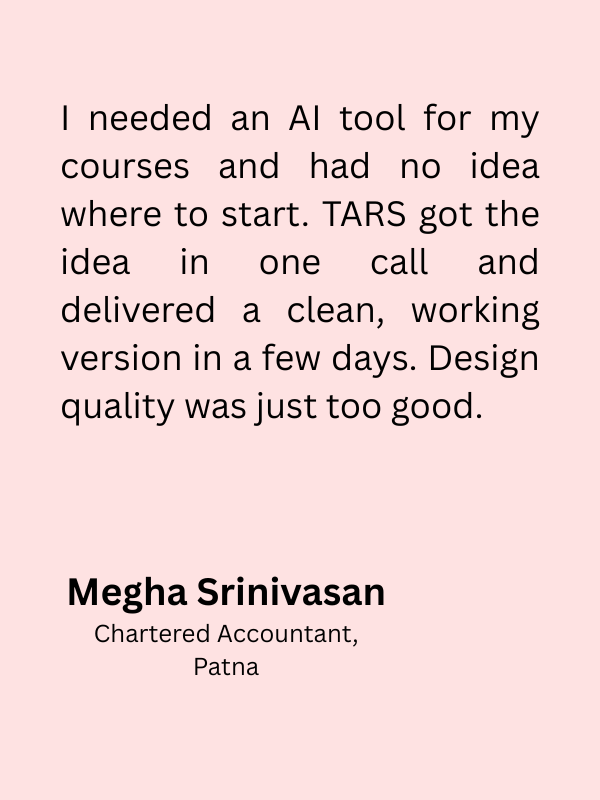 I needed an AI tool for my
courses and had no idea
where to start. TARS got the
idea in one call and
delivered a clean, working
version in a few days. Design
quality was just too good.
Megha Srinivasan
Chartered Accountant,
Patna